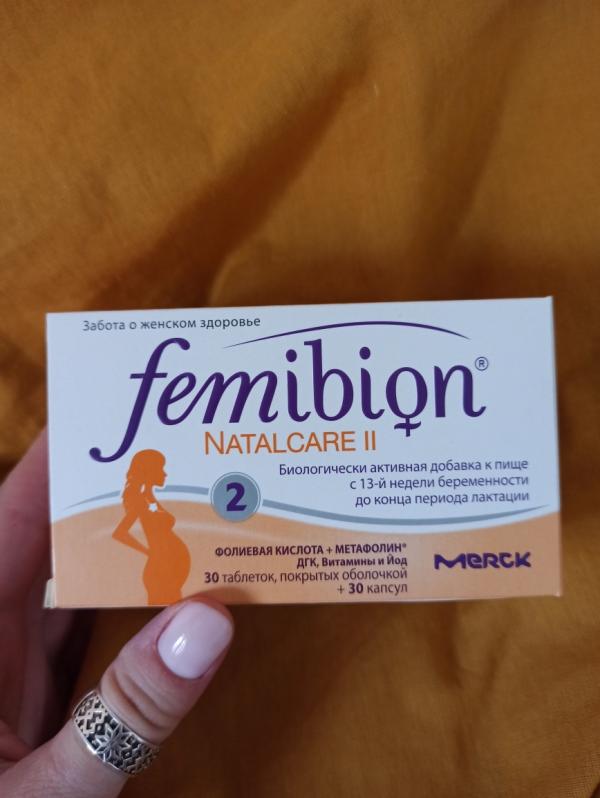 Забота о женском здоровье
femibion®
NATALCARE II
Биологически активная добавка к пище
с 13-й недели беременности
до конца периода лактации
2
ФОЛИЕВАЯ КИСЛОТА + МЕТАФОЛИН®
ДГК, Витамины и Йод
30 таблеток, покрытых оболочкой
+ 30 капсул
Merck